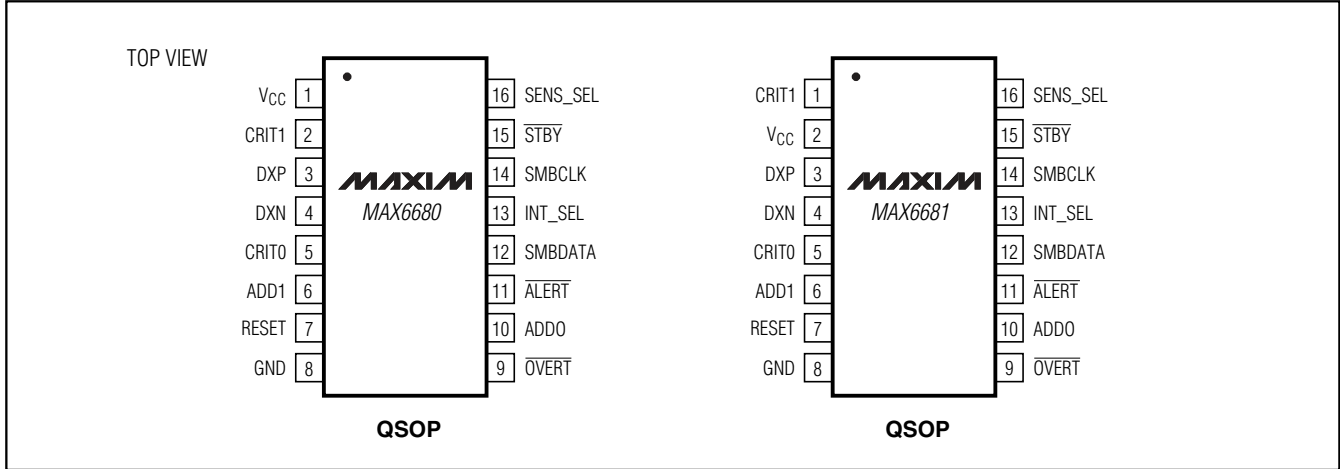 TOP VIEW
VCC 1
CRIT1 2
DXP 3
DXN 4
CRIT0 5
ADD1 6
RESET 7
GND 8
MAXIM
MAX6680
16 SENS_SEL
15 STBY
14 SMBCLK
13 INT_SEL
12 SMBDATA
11 ALERT
10 ADD0
9 OVERT
QSOP
CRIT1 1
VCC 2
DXP 3
DXN 4
CRIT0 5
ADD1 6
RESET 7
GND 8
MAXIM
MAX6681
16 SENS_SEL
15 STBY
14 SMBCLK
13 INT_SEL
12 SMBDATA
11 ALERT
10 ADD0
9 OVERT
QSOP